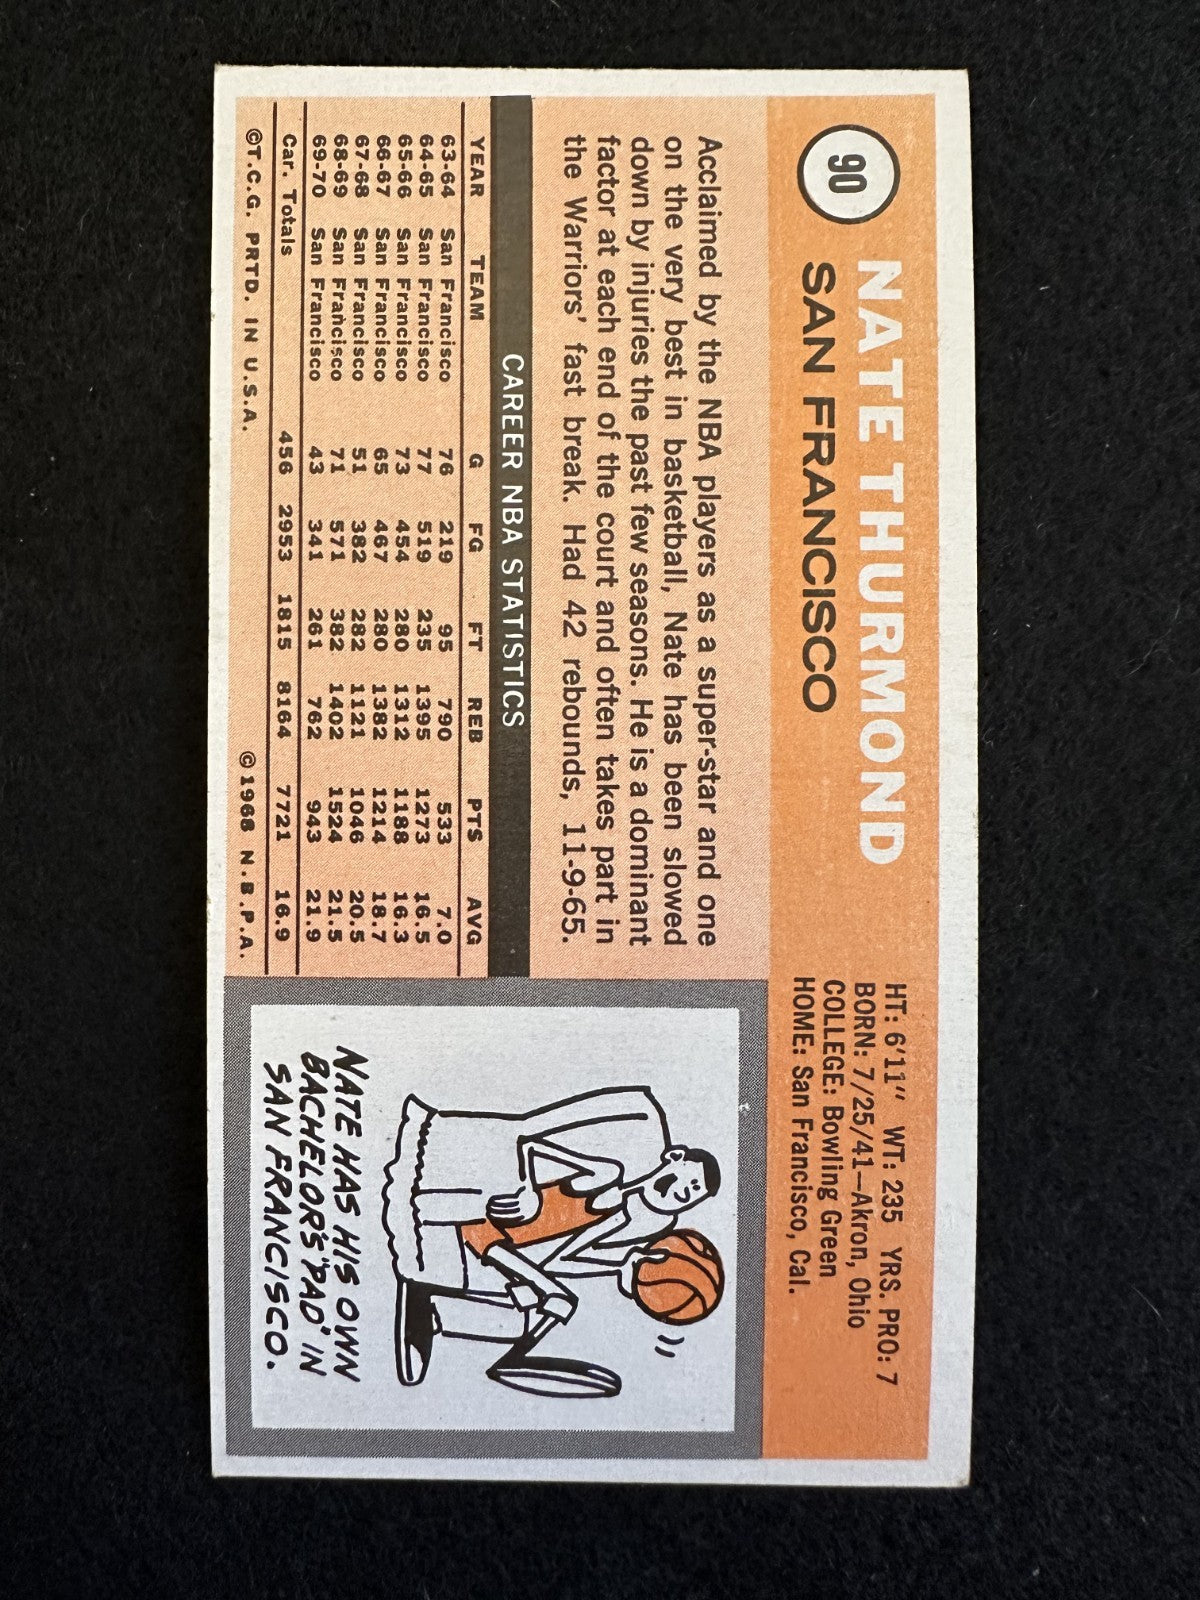 90
NATE THURMOND
SAN FRANCISCO
HT: 6'11" WT: 235 YRS. PRO: 7
BORN: 7/25/41—Akron, Ohio
COLLEGE: Bowling Green
HOME: San Francisco, Cal.
Acclaimed by the NBA players as a super-star and one
on the very best in basketball, Nate has been slowed
down by injuries the past few seasons. He is a dominant
factor at each end of the court and often takes part in
the Warriors' fast break. Had 42 rebounds, 11-9-65.
CAREER NBA STATISTICS
YEAR TEAM G FG FT REB PTS AVG
63-64 San Francisco 76 219 95 790 533 7.0
64-65 San Francisco 77 519 235 1395 1273 16.5
65-66 San Francisco 73 454 280 1312 1188 16.3
66-67 San Francisco 65 467 280 1382 1214 18.7
67-68 San Francisco 51 382 282 1121 1046 20.5
68-69 San Francisco 71 571 382 1402 1524 21.5
69-70 San Francisco 43 341 261 762 943 21.9
Car. Totals 456 2953 1815 8164 7721 16.9
©T.C.G. PRTD. IN U.S.A. ©1968 N.B.P.A.
NATE HAS HIS OWN
BACHELOR'S "PAD" IN
SAN FRANCISCO.